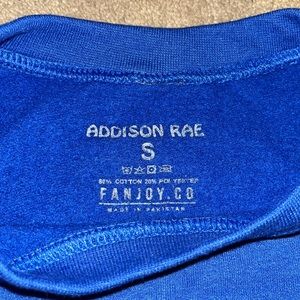 ADDISON RAE
S
80% COTTON 20% POLYESTER
FANJOY.CO
MADE IN PAKISTAN